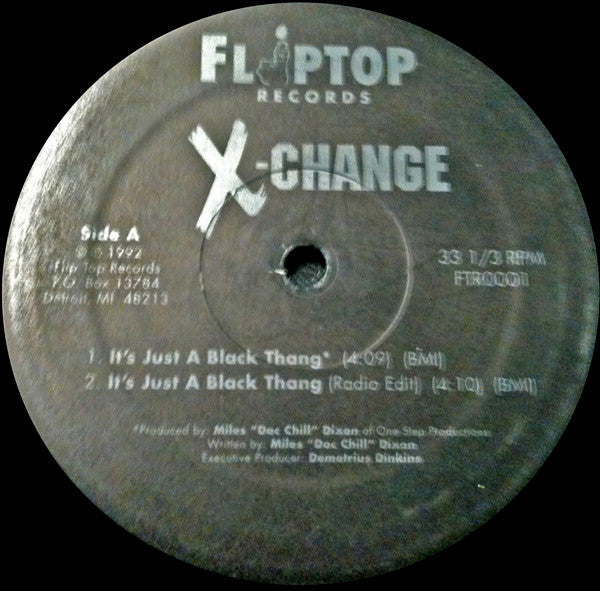 FLIPTOP
RECORDS
X-CHANGE
Side A
℗ © 1992
Flip Top Records
P.O. Box 13784
Detroit, MI 48213
33 1/3 RPM
FTR0001
1. It's Just A Black Thang* (4:09) (BMI)
2. It's Just A Black Thang (Radio Edit) (4:10) (BMI)
*Produced by: Miles "Doc Chill" Dixon of One Step Productions
Written by: Miles "Doc Chill" Dixon
Executive Producer: Demetrius Dinkins